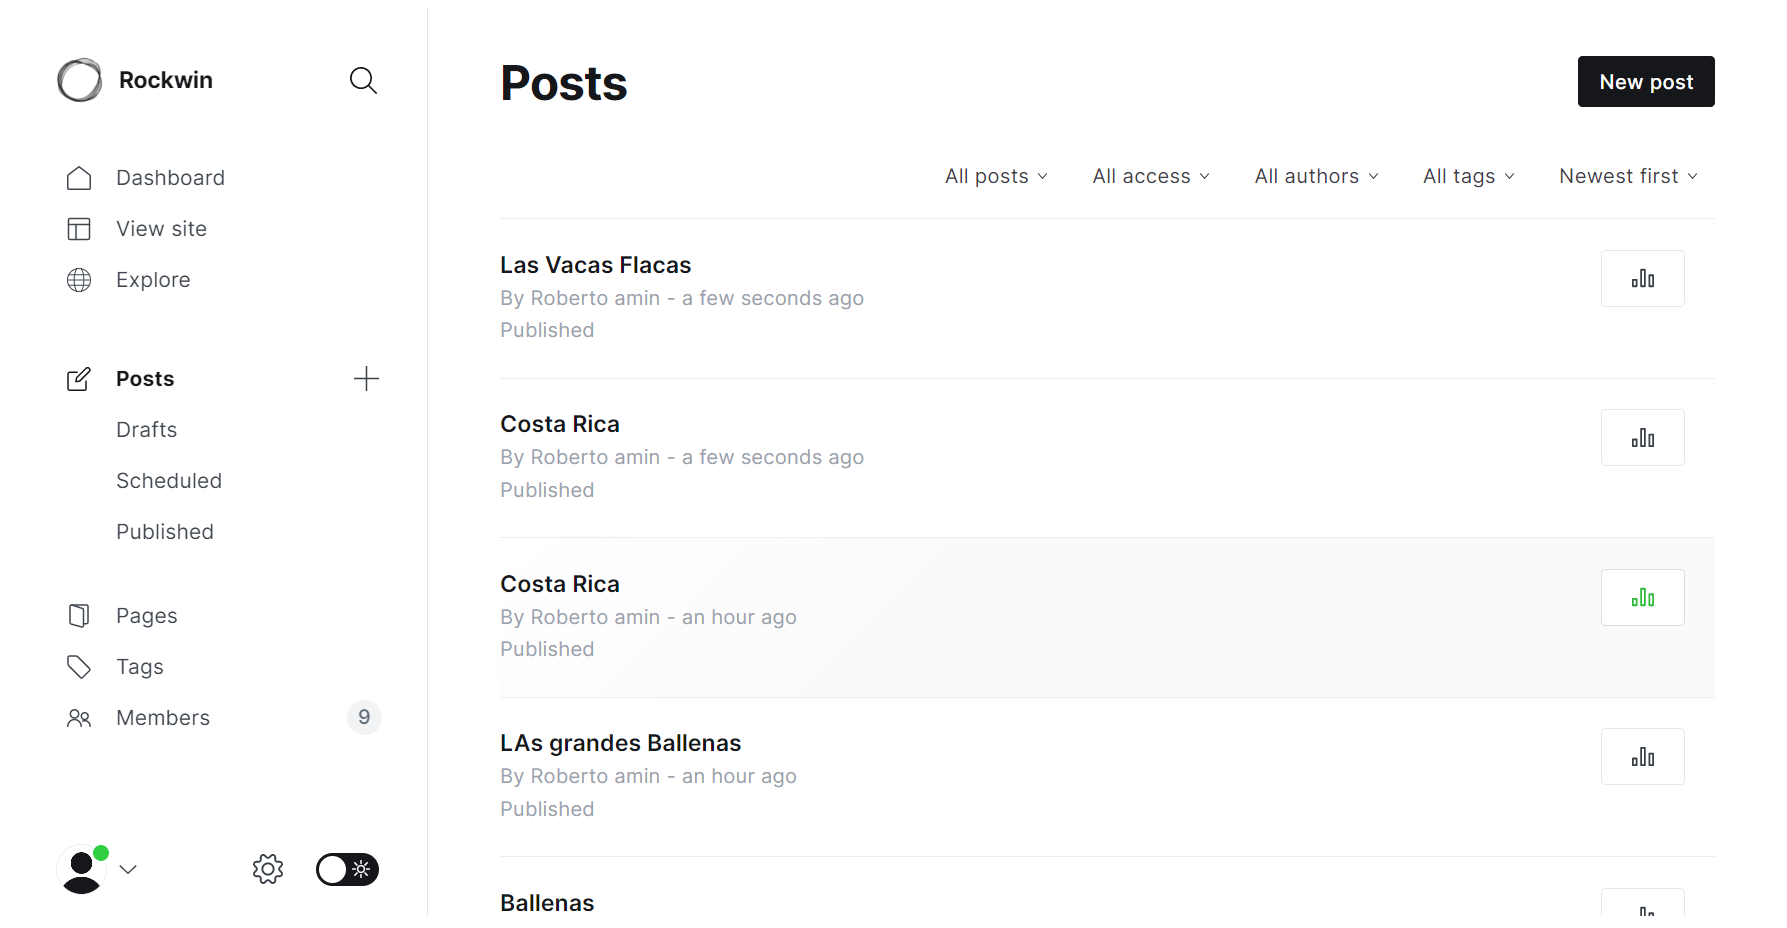 Rockwin
Dashboard
View site
Explore
Posts
Drafts
Scheduled
Published
Pages
Tags
Members 9
Posts
New post
All posts All access All authors All tags Newest first
Las Vacas Flacas
By Roberto amin - a few seconds ago
Published
Costa Rica
By Roberto amin - a few seconds ago
Published
Costa Rica
By Roberto amin - an hour ago
Published
LAs grandes Ballenas
By Roberto amin - an hour ago
Published
Ballenas